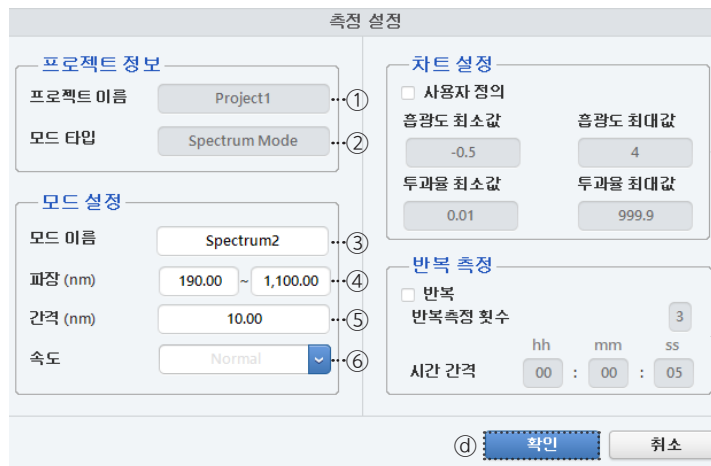 측정 설정
프로젝트 정보
프로젝트 이름 Project1 ···①
모드 타입 Spectrum Mode ···②
모드 설정
모드 이름 Spectrum2 ···③
파장 (nm) 190.00 ~ 1,100.00 ···④
간격 (nm) 10.00 ···⑤
속도 Normal ···⑥
차트 설정
사용자 정의
흡광도 최소값 흡광도 최대값
-0.5 4
투과율 최소값 투과율 최대값
0.01 999.9
반복 측정
반복
반복측정 횟수 3
hh mm ss
시간 간격 00 : 00 : 05
ⓓ 확인 취소